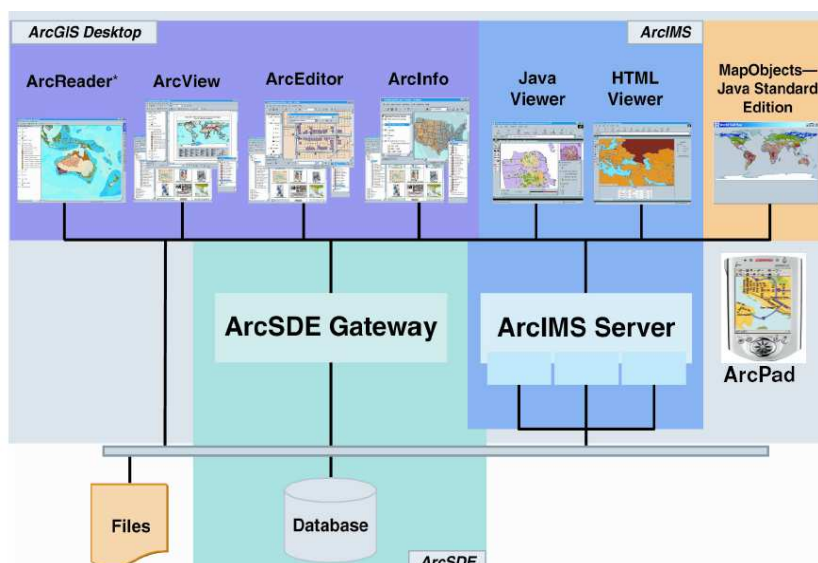 ArcGIS Desktop
ArcIMS
ArcReader*
ArcView
ArcEditor
ArcInfo
Java
Viewer
HTML
Viewer
MapObjects—
Java Standard
Edition
ArcSDE Gateway
ArcIMS Server
ArcPad
Files
Database
ArcSDE